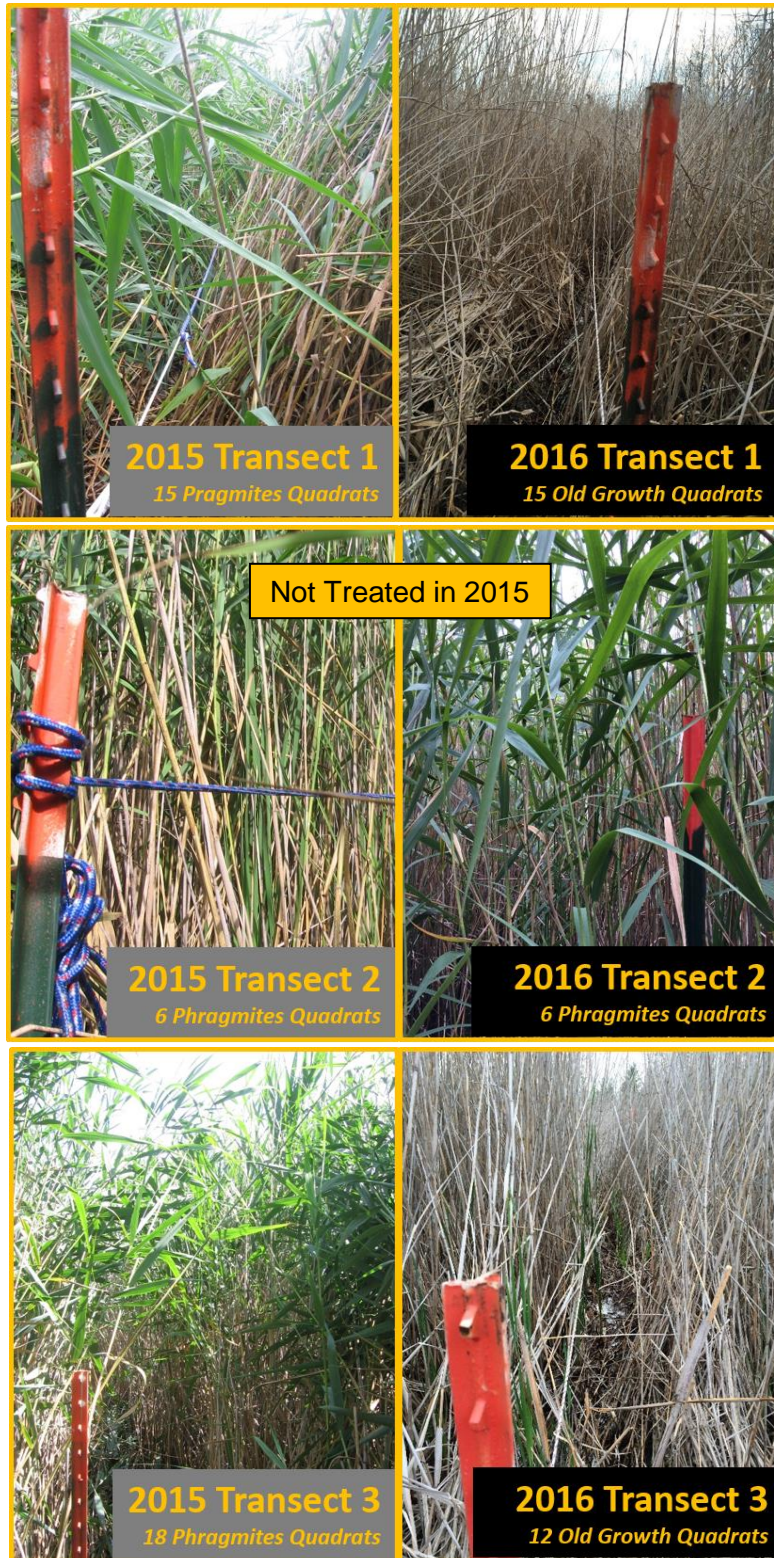 2015 Transect 1
15 Pragmites Quadrats
2016 Transect 1
15 Old Growth Quadrats
Not Treated in 2015
2015 Transect 2
6 Phragmites Quadrats
2016 Transect 2
6 Phragmites Quadrats
2015 Transect 3
18 Phragmites Quadrats
2016 Transect 3
12 Old Growth Quadrats